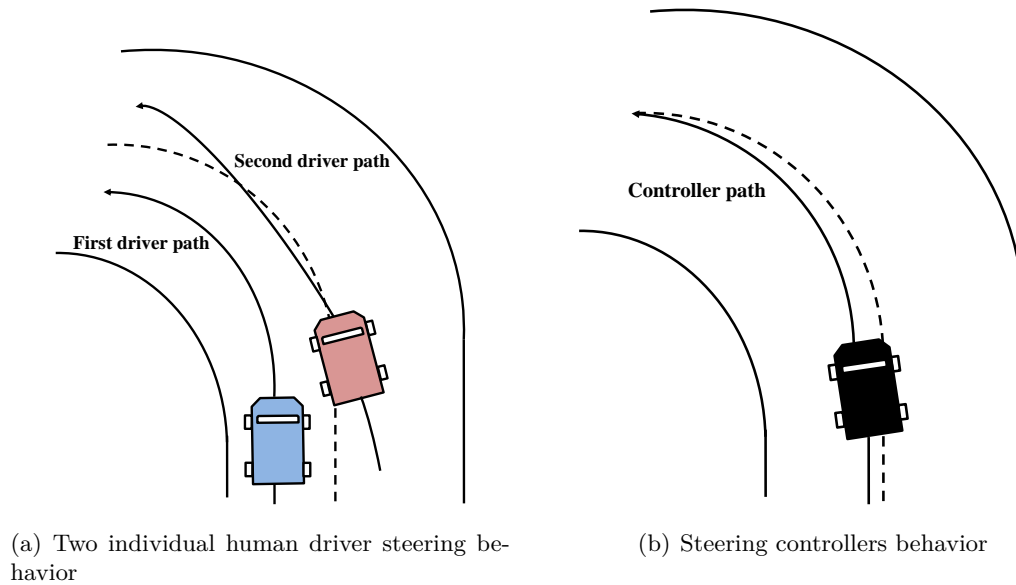 Second driver path
First driver path
Controller path
(a) Two individual human driver steering be-
havior
(b) Steering controllers behavior